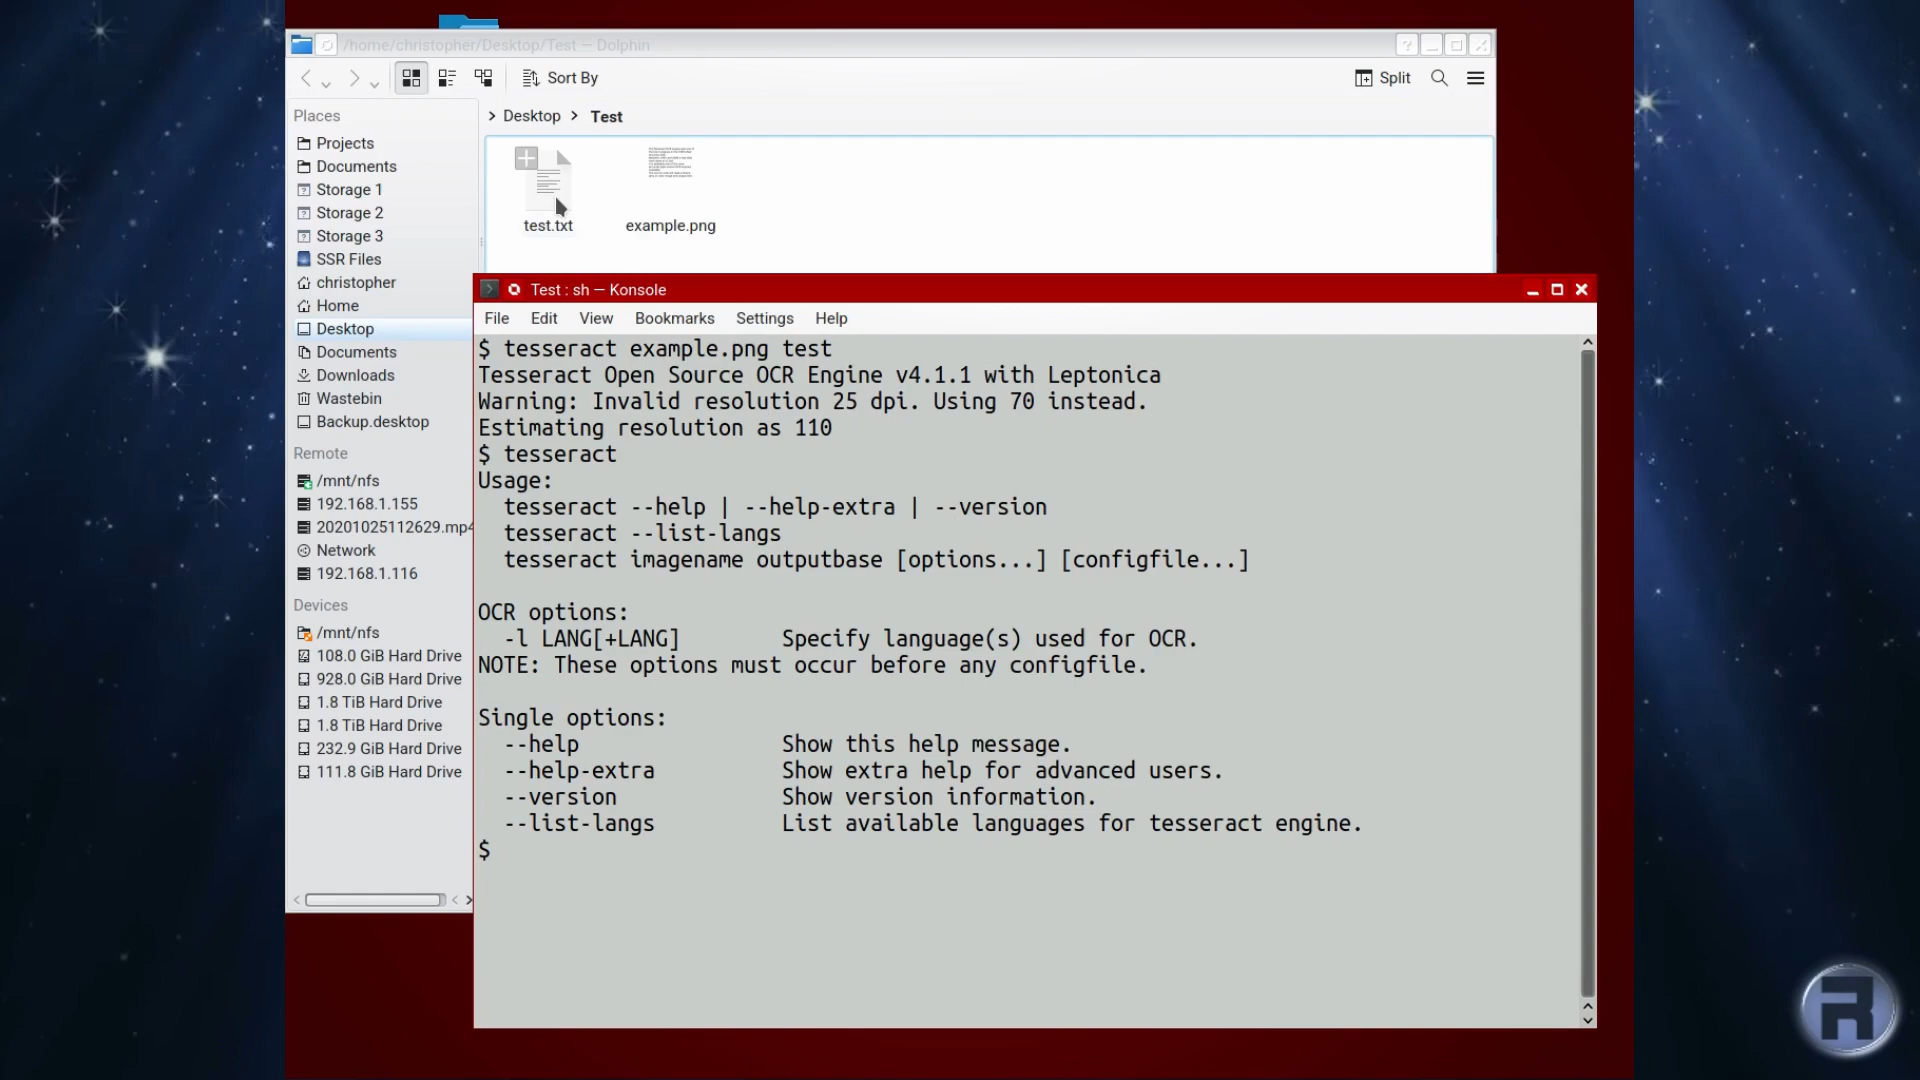 /home/christopher/Desktop/Test — Dolphin
Sort By
Split
Places
Projects
Documents
Storage 1
Storage 2
Storage 3
SSR Files
christopher
Home
Desktop
Documents
Downloads
Wastebin
Backup.desktop
Remote
/mnt/nfs
192.168.1.155
20201025112629.mp4
Network
192.168.1.116
Devices
/mnt/nfs
108.0 GiB Hard Drive
928.0 GiB Hard Drive
1.8 TiB Hard Drive
1.8 TiB Hard Drive
232.9 GiB Hard Drive
111.8 GiB Hard Drive
> Desktop > Test
test.txt
example.png
Test : sh — Konsole
File Edit View Bookmarks Settings Help
$ tesseract example.png test
Tesseract Open Source OCR Engine v4.1.1 with Leptonica
Warning: Invalid resolution 25 dpi. Using 70 instead.
Estimating resolution as 110
$ tesseract
Usage:
tesseract --help | --help-extra | --version
tesseract --list-langs
tesseract imagename outputbase [options...] [configfile...]
OCR options:
-l LANG[+LANG] Specify language(s) used for OCR.
NOTE: These options must occur before any configfile.
Single options:
--help Show this help message.
--help-extra Show extra help for advanced users.
--version Show version information.
--list-langs List available languages for tesseract engine.
$
R